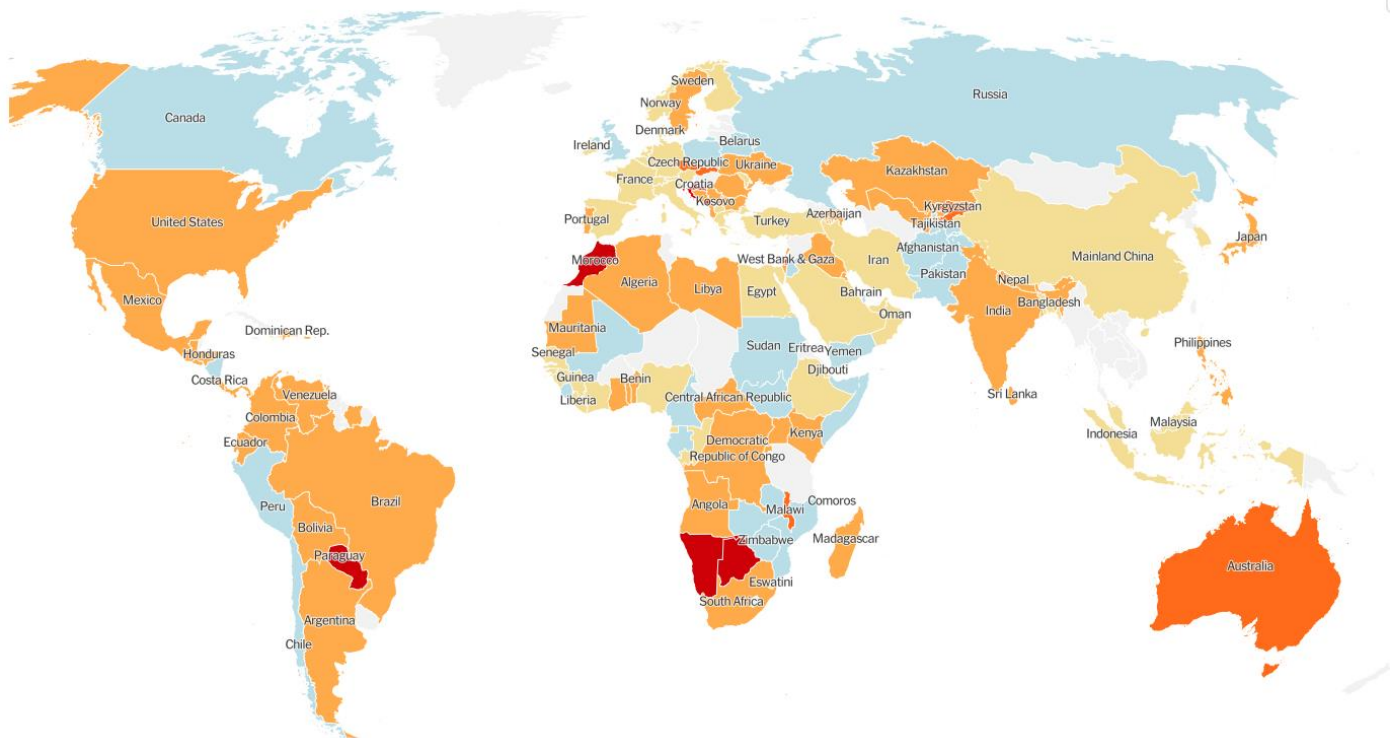 Sweden
Norway
Russia
Canada
Denmark
Belarus
Ireland
Czech Republic
Ukraine
Kazakhstan
France
Croatia
Kosovo
Kyrgyzstan
United States
Portugal
Turkey
Azerbaijan
Tajikistan
Japan
Afghanistan
Mainland China
Morocco
West Bank & Gaza
Iran
Pakistan
Algeria
Libya
Egypt
Bahrain
Nepal
Mexico
Bangladesh
India
Oman
Dominican Rep.
Mauritania
Sudan
Eritrea
Yemen
Philippines
Honduras
Senegal
Djibouti
Costa Rica
Guinea
Benin
Venezuela
Liberia
Central African Republic
Sri Lanka
Colombia
Malaysia
Ecuador
Democratic
Republic of Congo
Kenya
Indonesia
Brazil
Peru
Angola
Malawi
Comoros
Bolivia
Zimbabwe
Madagascar
Paraguay
Australia
Eswatini
South Africa
Argentina
Chile